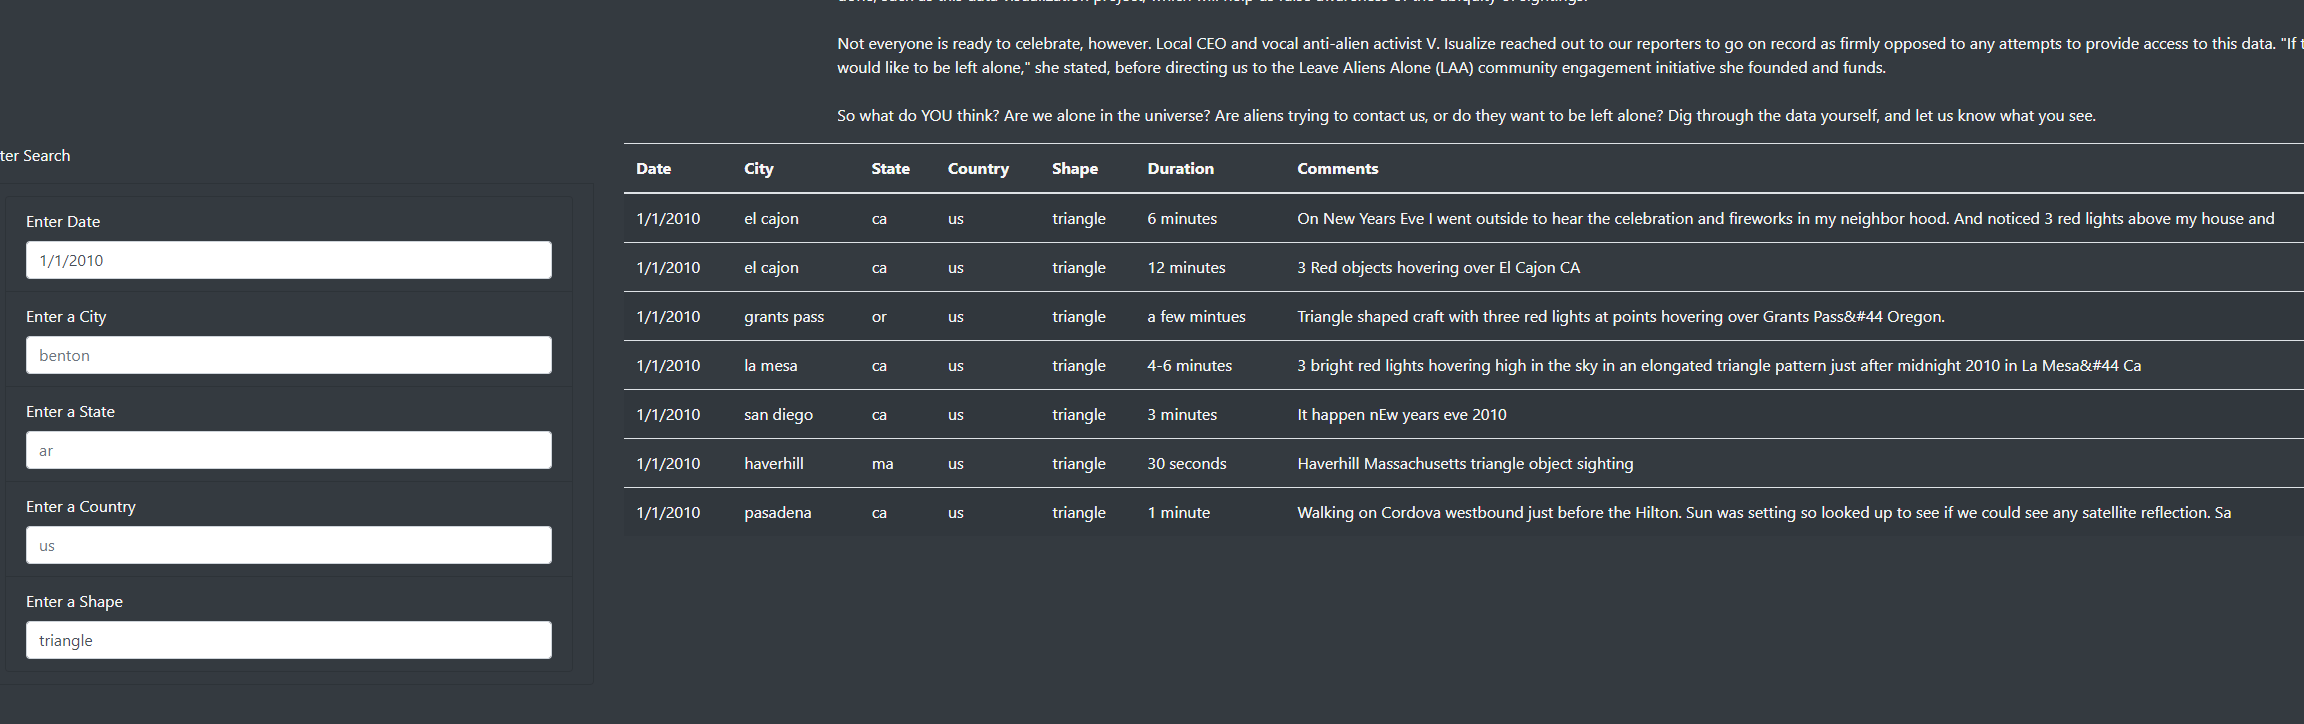 Not everyone is ready to celebrate, however. Local CEO and vocal anti-alien activist V. Isualize reached out to our reporters to go on record as firmly opposed to any attempts to provide access to this data. "If
would like to be left alone," she stated, before directing us to the Leave Aliens Alone (LAA) community engagement initiative she founded and funds.
So what do YOU think? Are we alone in the universe? Are aliens trying to contact us, or do they want to be left alone? Dig through the data yourself, and let us know what you see.
ter Search
Enter Date
1/1/2010
Enter a City
benton
Enter a State
ar
Enter a Country
us
Enter a Shape
triangle
Date City State Country Shape Duration Comments
1/1/2010 el cajon ca us triangle 6 minutes On New Years Eve I went outside to hear the celebration and fireworks in my neighbor hood. And noticed 3 red lights above my house and
1/1/2010 el cajon ca us triangle 12 minutes 3 Red objects hovering over El Cajon CA
1/1/2010 grants pass or us triangle a few mintues Triangle shaped craft with three red lights at points hovering over Grants Pass&#44 Oregon.
1/1/2010 la mesa ca us triangle 4-6 minutes 3 bright red lights hovering high in the sky in an elongated triangle pattern just after midnight 2010 in La Mesa&#44 Ca
1/1/2010 san diego ca us triangle 3 minutes It happen nEw years eve 2010
1/1/2010 haverhill ma us triangle 30 seconds Haverhill Massachusetts triangle object sighting
1/1/2010 pasadena ca us triangle 1 minute Walking on Cordova westbound just before the Hilton. Sun was setting so looked up to see if we could see any satellite reflection. Sa